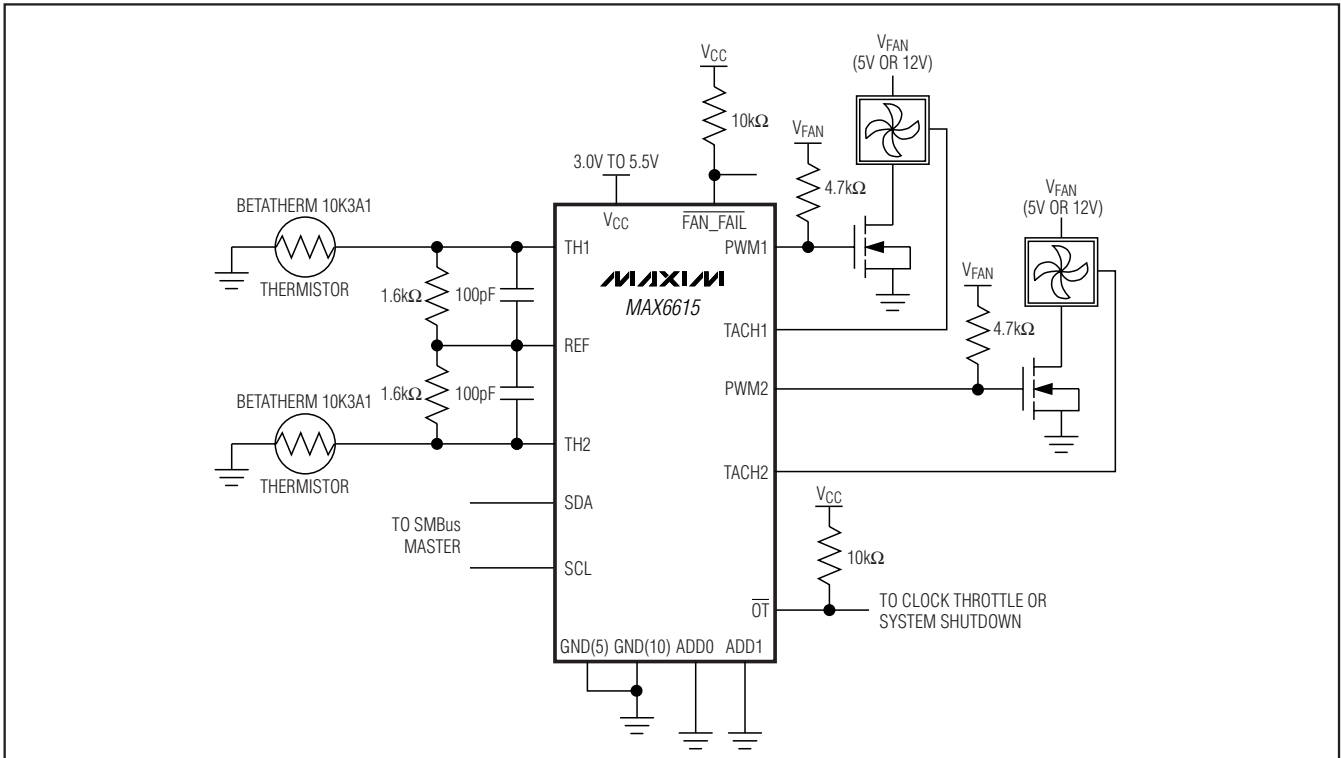 VFAN
(5V OR 12V)
VCC
10kΩ
VFAN
4.7kΩ
3.0V TO 5.5V
VCC
FAN_FAIL
BETATHERM 10K3A1
THERMISTOR
TH1
PWM1
MAXIM
MAX6615
1.6kΩ
100pF
REF
TACH1
VFAN
(5V OR 12V)
VFAN
4.7kΩ
1.6kΩ
100pF
PWM2
BETATHERM 10K3A1
THERMISTOR
TH2
TACH2
SDA
TO SMBus
MASTER
SCL
VCC
10kΩ
OT
TO CLOCK THROTTLE OR
SYSTEM SHUTDOWN
GND(5) GND(10) ADD0 ADD1